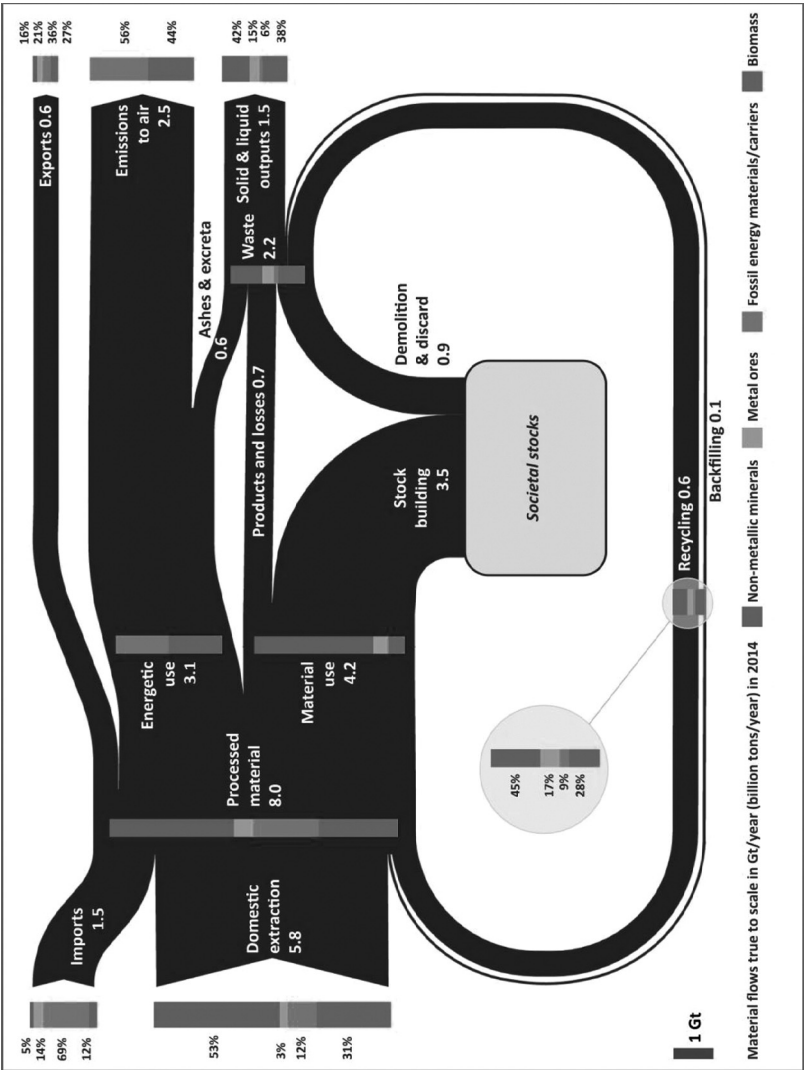 16%
21%
36%
27%
Exports 0.6
56%
44%
Emissions
to air
2.5
42%
15%
6%
38%
Solid & liquid
outputs 1.5
Waste
2.2
Ashes & excreta
0.6
Products and losses 0.7
Demolition
& discard
0.9
Stock
building
3.5
Societal stocks
Energetic
use
3.1
Material
use
4.2
Processed
material
8.0
Imports
1.5
Domestic
extraction
5.8
5%
14%
69%
12%
53%
3%
12%
31%
45%
17%
9%
28%
Recycling 0.6
Backfilling 0.1
1 Gt
Material flows true to scale in Gt/year (billion tons/year) in 2014
Non-metallic minerals
Metal ores
Fossil energy materials/carriers
Biomass